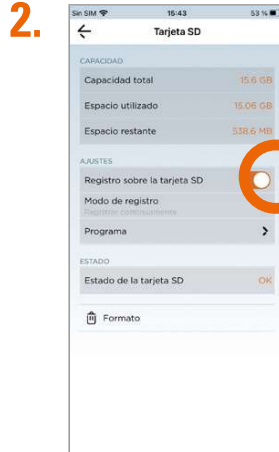 2.
Sin SIM 15:43 53 %
Tarjeta SD
CAPACIDAD
Capacidad total 15.6 GB
Espacio utilizado 15.06 GB
Espacio restante 538.6 MB
AJUSTES
Registro sobre la tarjeta SD
Modo de registro
Registrar continuamente
Programa
ESTADO
Estado de la tarjeta SD OK
Formato